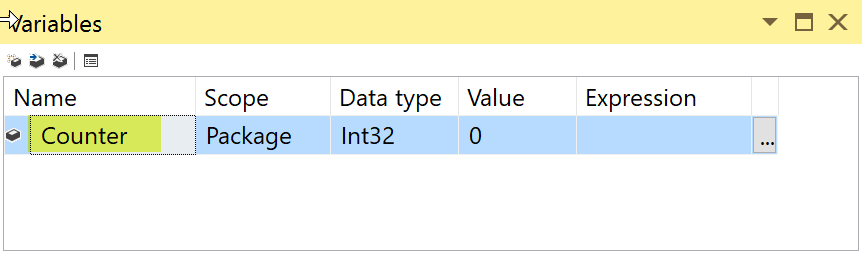 Variables
Name Scope Data type Value Expression
Counter Package Int32 0 ...